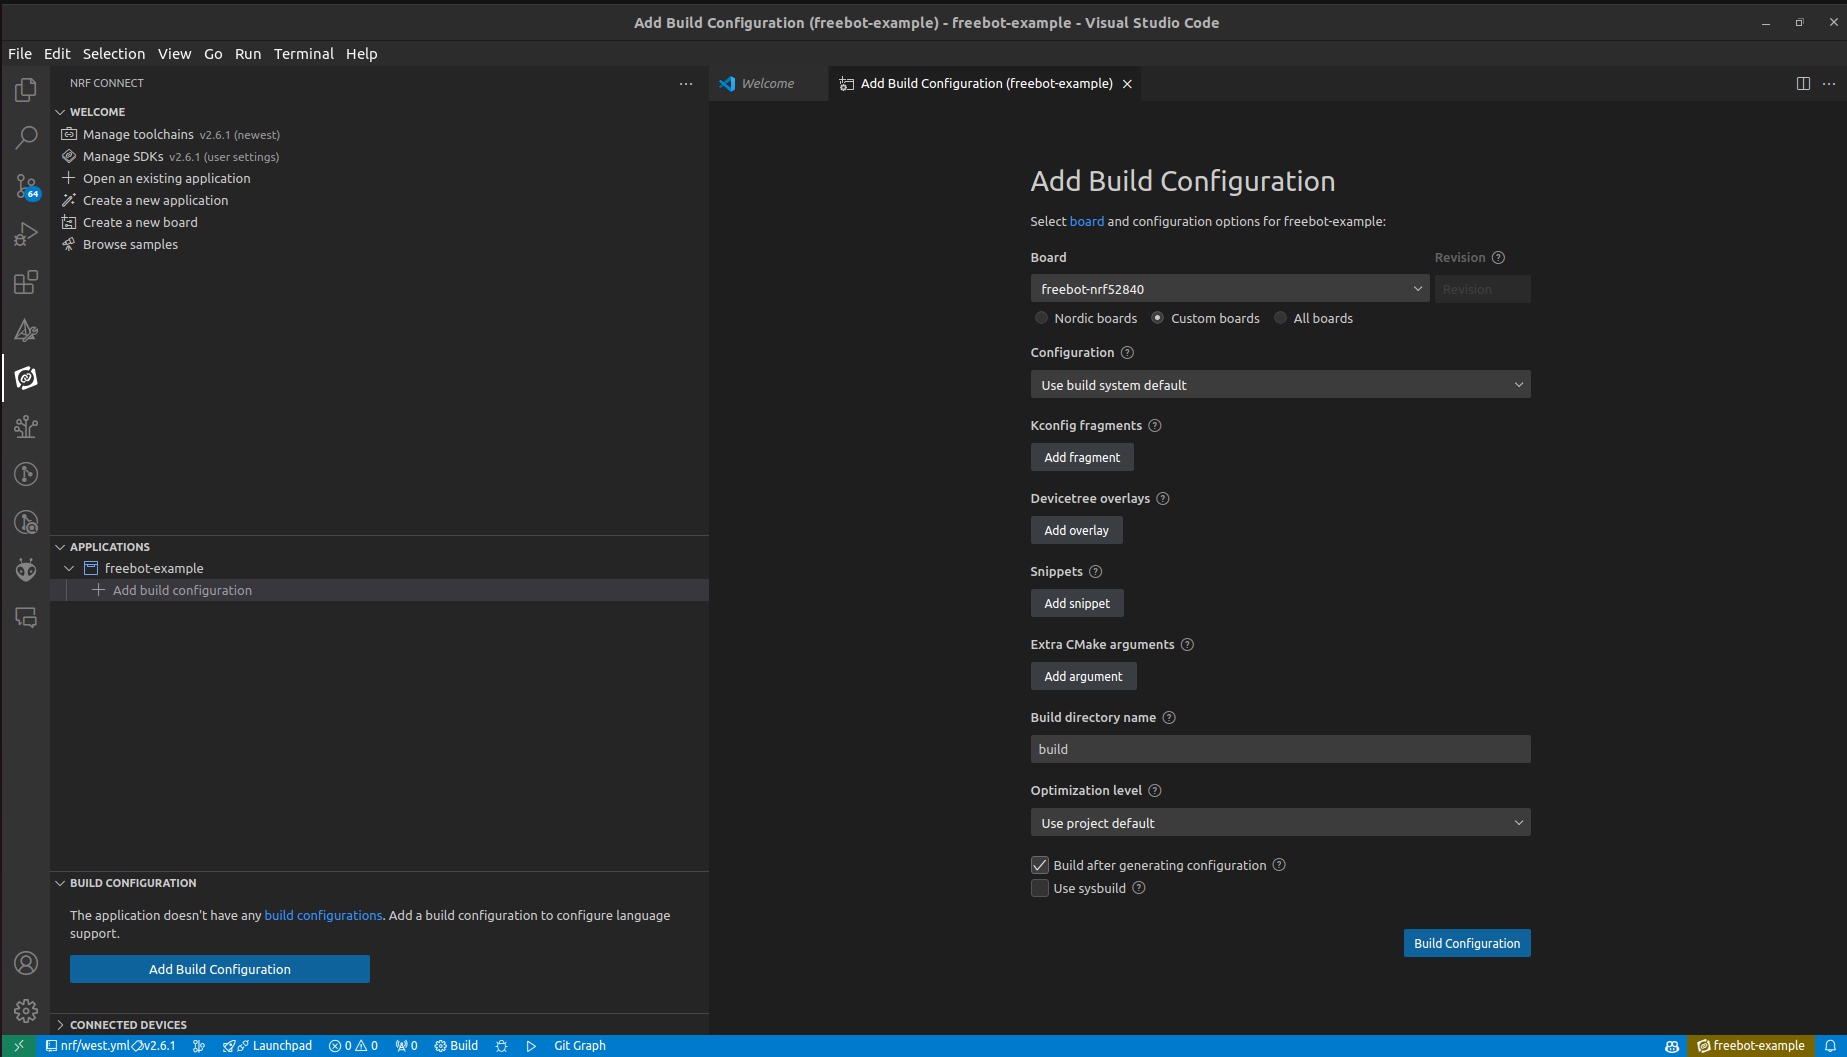 Add Build Configuration (freebot-example) - freebot-example - Visual Studio Code
File Edit Selection View Go Run Terminal Help
NRF CONNECT
WELCOME
Manage toolchains v2.6.1 (newest)
Manage SDKs v2.6.1 (user settings)
Open an existing application
Create a new application
Create a new board
Browse samples
64
APPLICATIONS
freebot-example
Add build configuration
BUILD CONFIGURATION
The application doesn't have any build configurations. Add a build configuration to configure language
support.
Add Build Configuration
CONNECTED DEVICES
Welcome
Add Build Configuration (freebot-example)
Add Build Configuration
Select board and configuration options for freebot-example:
Board Revision
freebot-nrf52840 Revision
Nordic boards Custom boards All boards
Configuration
Use build system default
Kconfig fragments
Add fragment
Devicetree overlays
Add overlay
Snippets
Add snippet
Extra CMake arguments
Add argument
Build directory name
build
Optimization level
Use project default
Build after generating configuration
Use sysbuild
Build Configuration
nrf/west.yml v2.6.1 Launchpad 0 0 0 Build Git Graph freebot-example